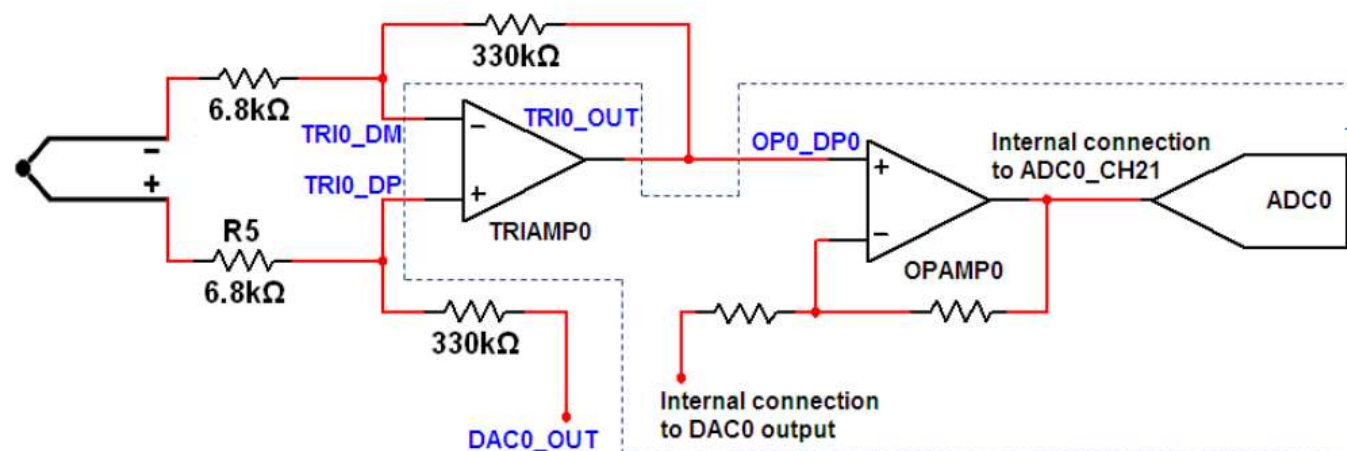 330kΩ
6.8kΩ
TRI0_DM
TRI0_OUT
-
+
-
+
TRI0_DP
TRIAMP0
R5
6.8kΩ
330kΩ
DAC0_OUT
OP0_DP0
+
-
OPAMP0
Internal connection
to ADC0_CH21
ADC0
Internal connection
to DAC0 output